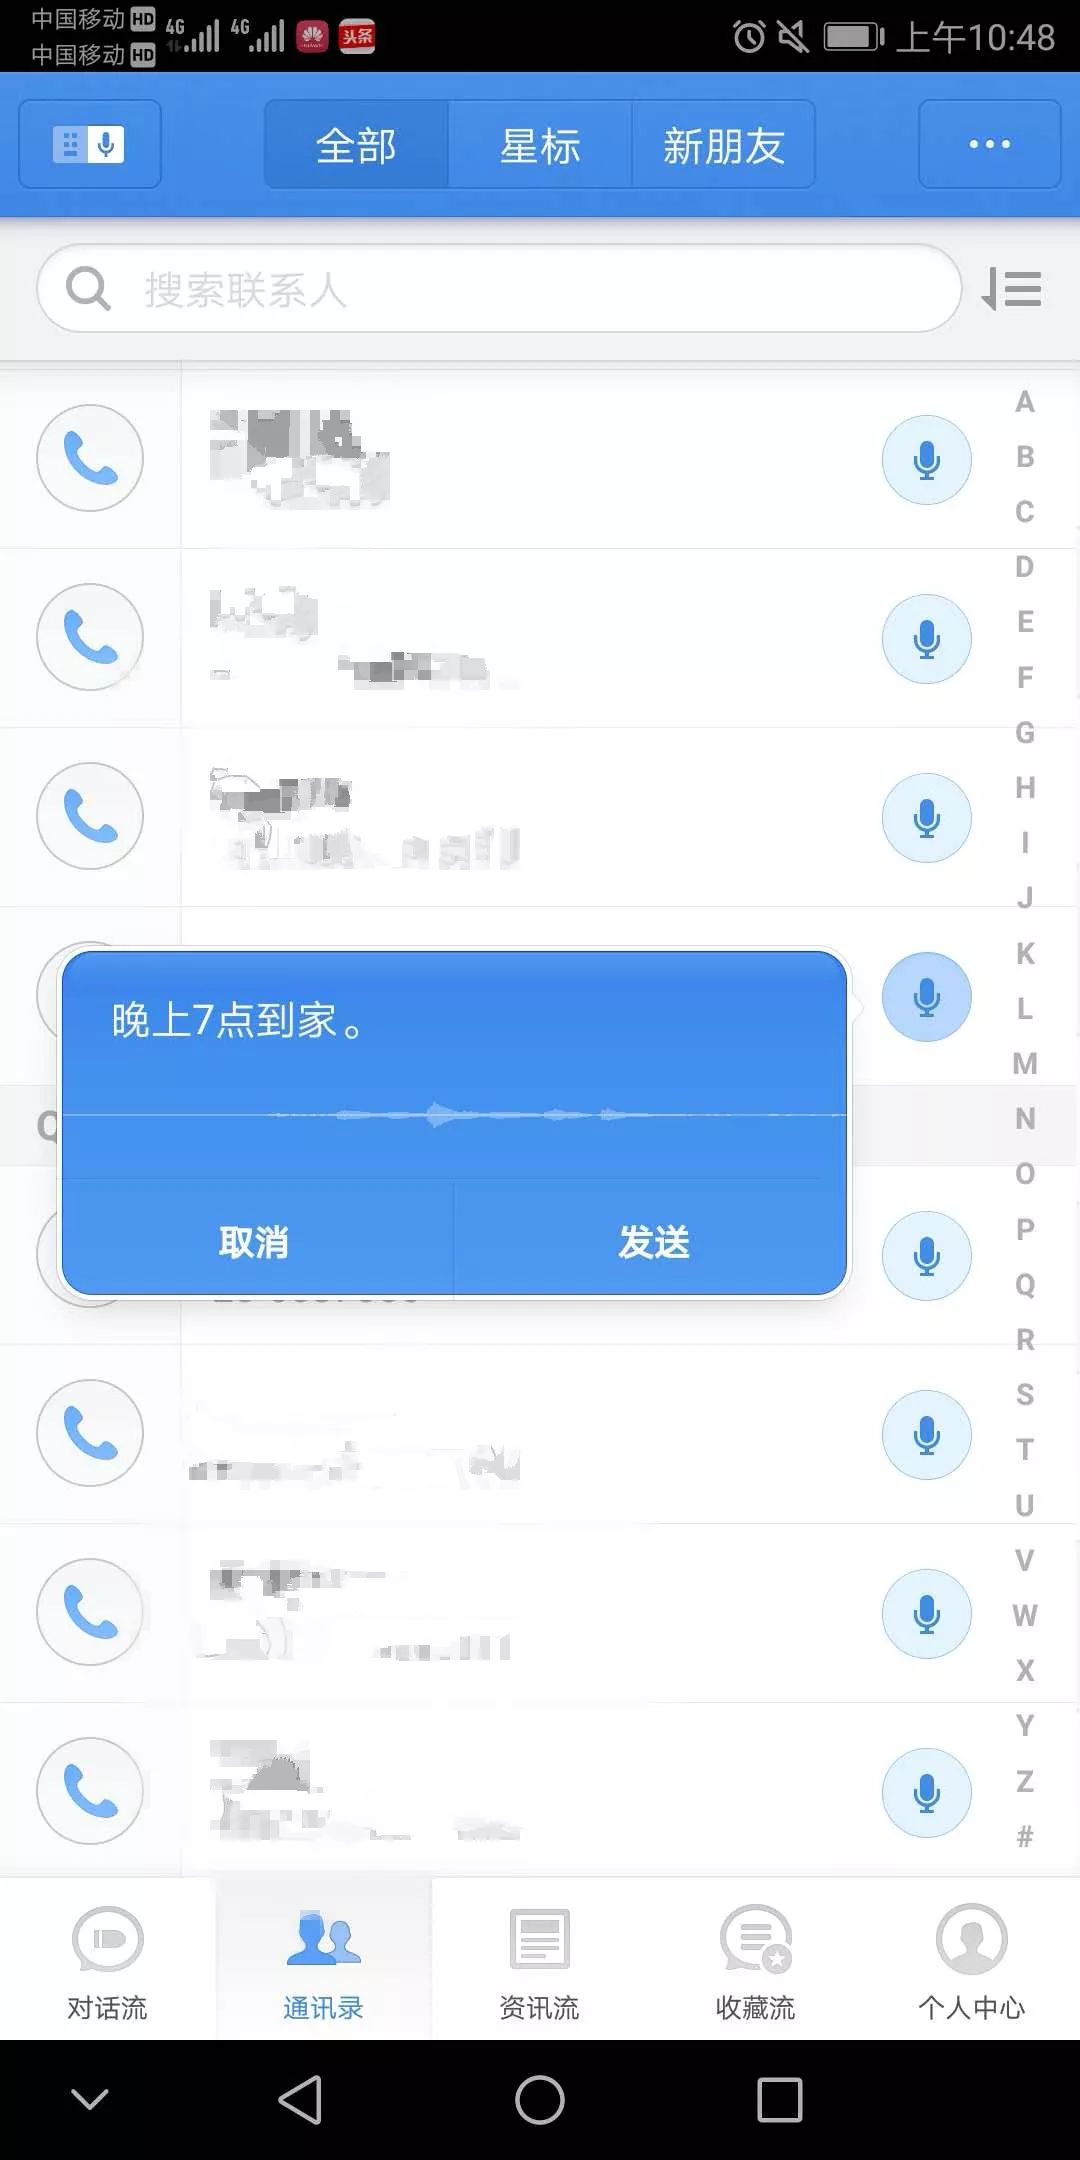 中国移动 HD 4G 4G 头条 上午10:48
中国移动 HD
全部 星标 新朋友
搜索联系人
A
B
C
D
E
F
G
H
I
J
K
L
M
N
O
P
Q
R
S
T
U
V
W
X
Y
Z
#
晚上7点到家。
Q
取消 发送
对话流 通讯录 资讯流 收藏流 个人中心